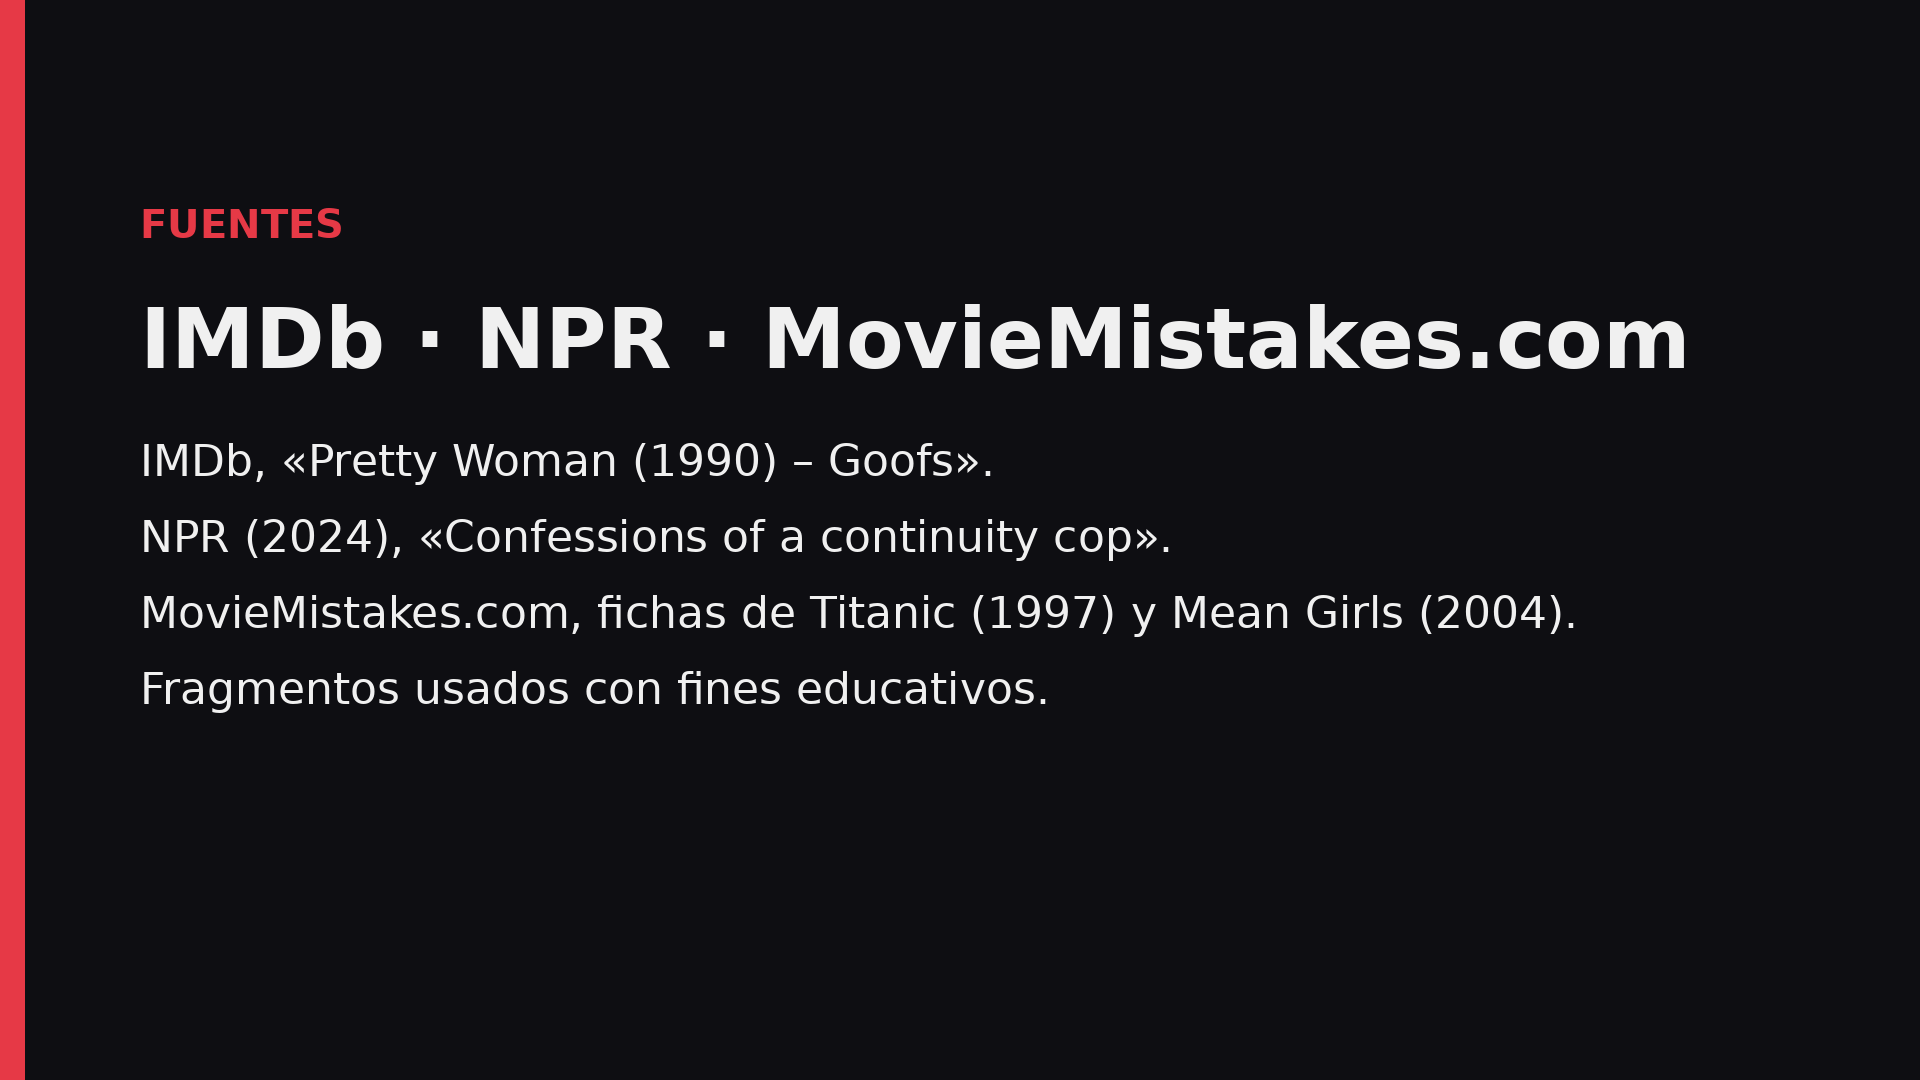 FUENTES
IMDb · NPR · MovieMistakes.com
IMDb, «Pretty Woman (1990) – Goofs».
NPR (2024), «Confessions of a continuity cop».
MovieMistakes.com, fichas de Titanic (1997) y Mean Girls (2004).
Fragmentos usados con fines educativos.